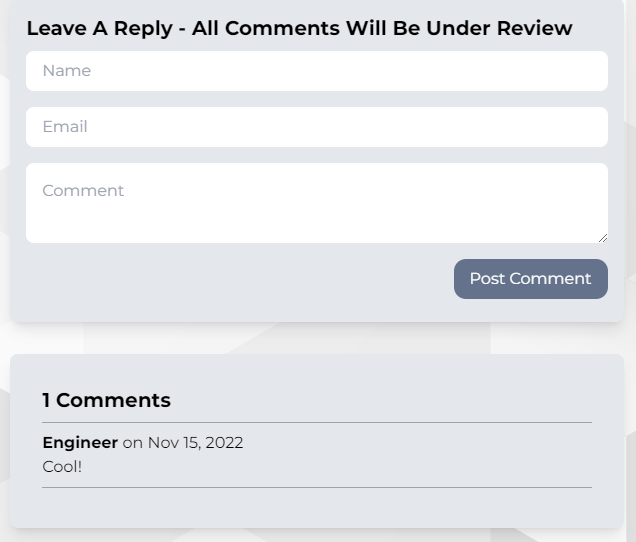 Leave A Reply - All Comments Will Be Under Review
Name
Email
Comment
Post Comment
1 Comments
Engineer on Nov 15, 2022
Cool!